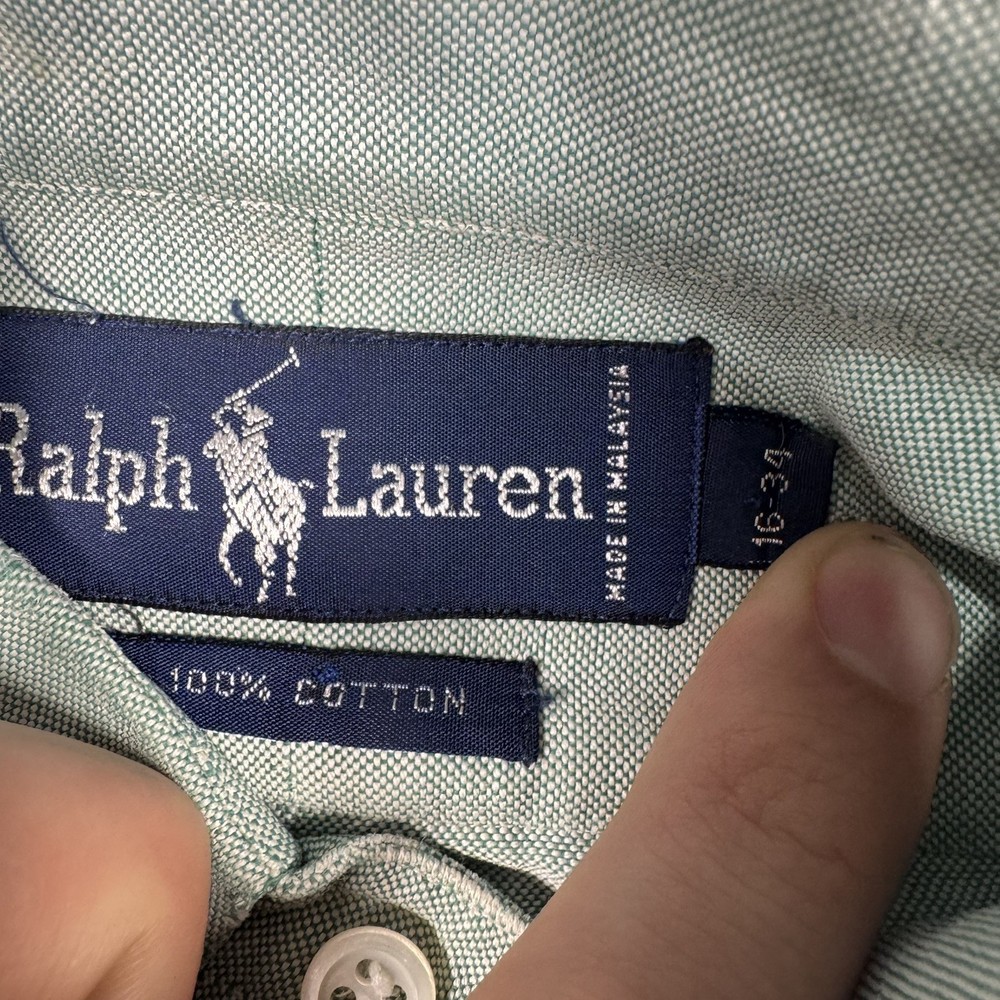 Ralph Lauren
MADE IN MALAYSIA
16-34
100% COTTON